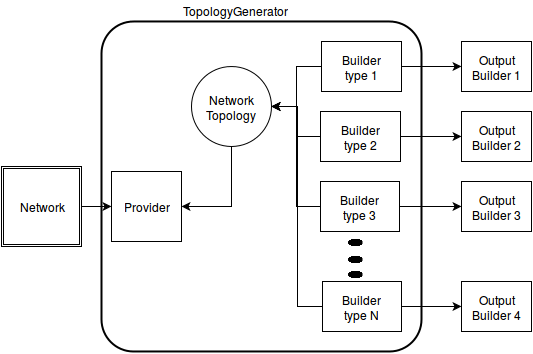 TopologyGenerator
Network
Provider
Network
Topology
Builder
type 1
Builder
type 2
Builder
type 3
Builder
type N
Output
Builder 1
Output
Builder 2
Output
Builder 3
Output
Builder 4